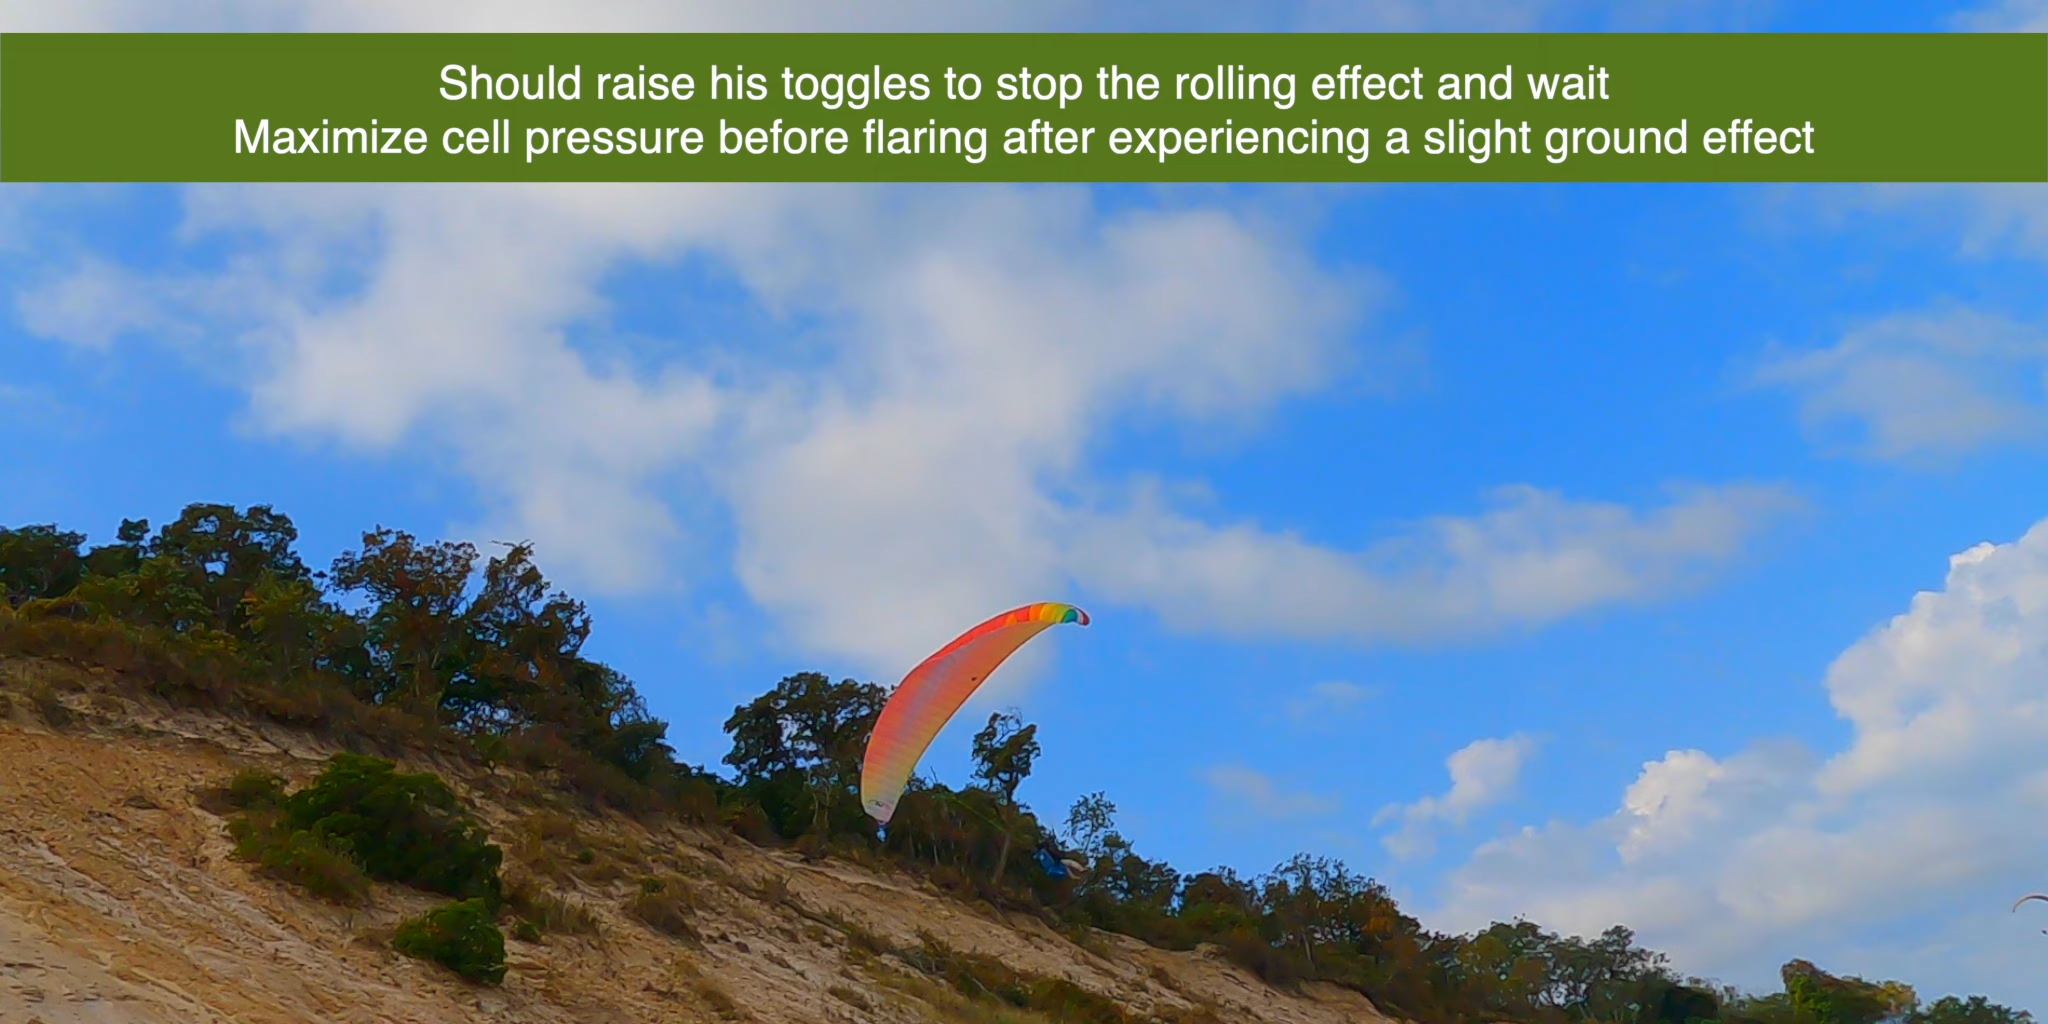 Should raise his toggles to stop the rolling effect and wait
Maximize cell pressure before flaring after experiencing a slight ground effect